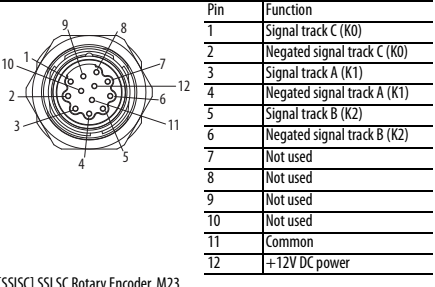 Pin Function
1 Signal track C (K0)
2 Negated signal track C (K0)
3 Signal track A (K1)
4 Negated signal track A (K1)
5 Signal track B (K2)
6 Negated signal track B (K2)
7 Not used
8 Not used
9 Not used
10 Not used
11 Common
12 +12V DC power
9
8
1
10
7
12
2
6
3
11
4
5
[SSISC] SSI SC Rotary Encoder, M23